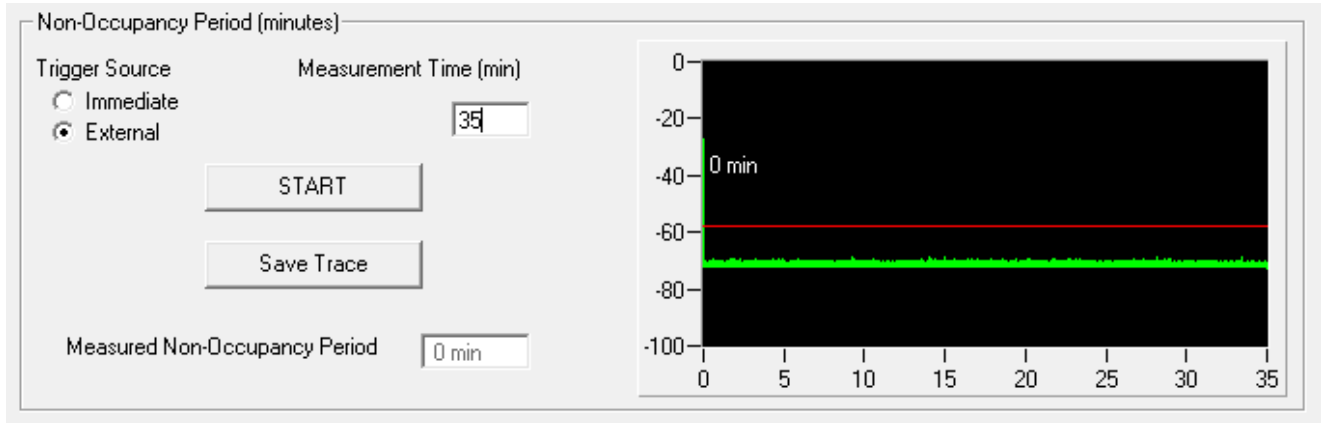 Non-Occupancy Period (minutes)
Trigger Source
Immediate
External
Measurement Time (min)
35
START
Save Trace
Measured Non-Occupancy Period
0 min
0
-20
-40
-60
-80
-100
0 min
0 5 10 15 20 25 30 35